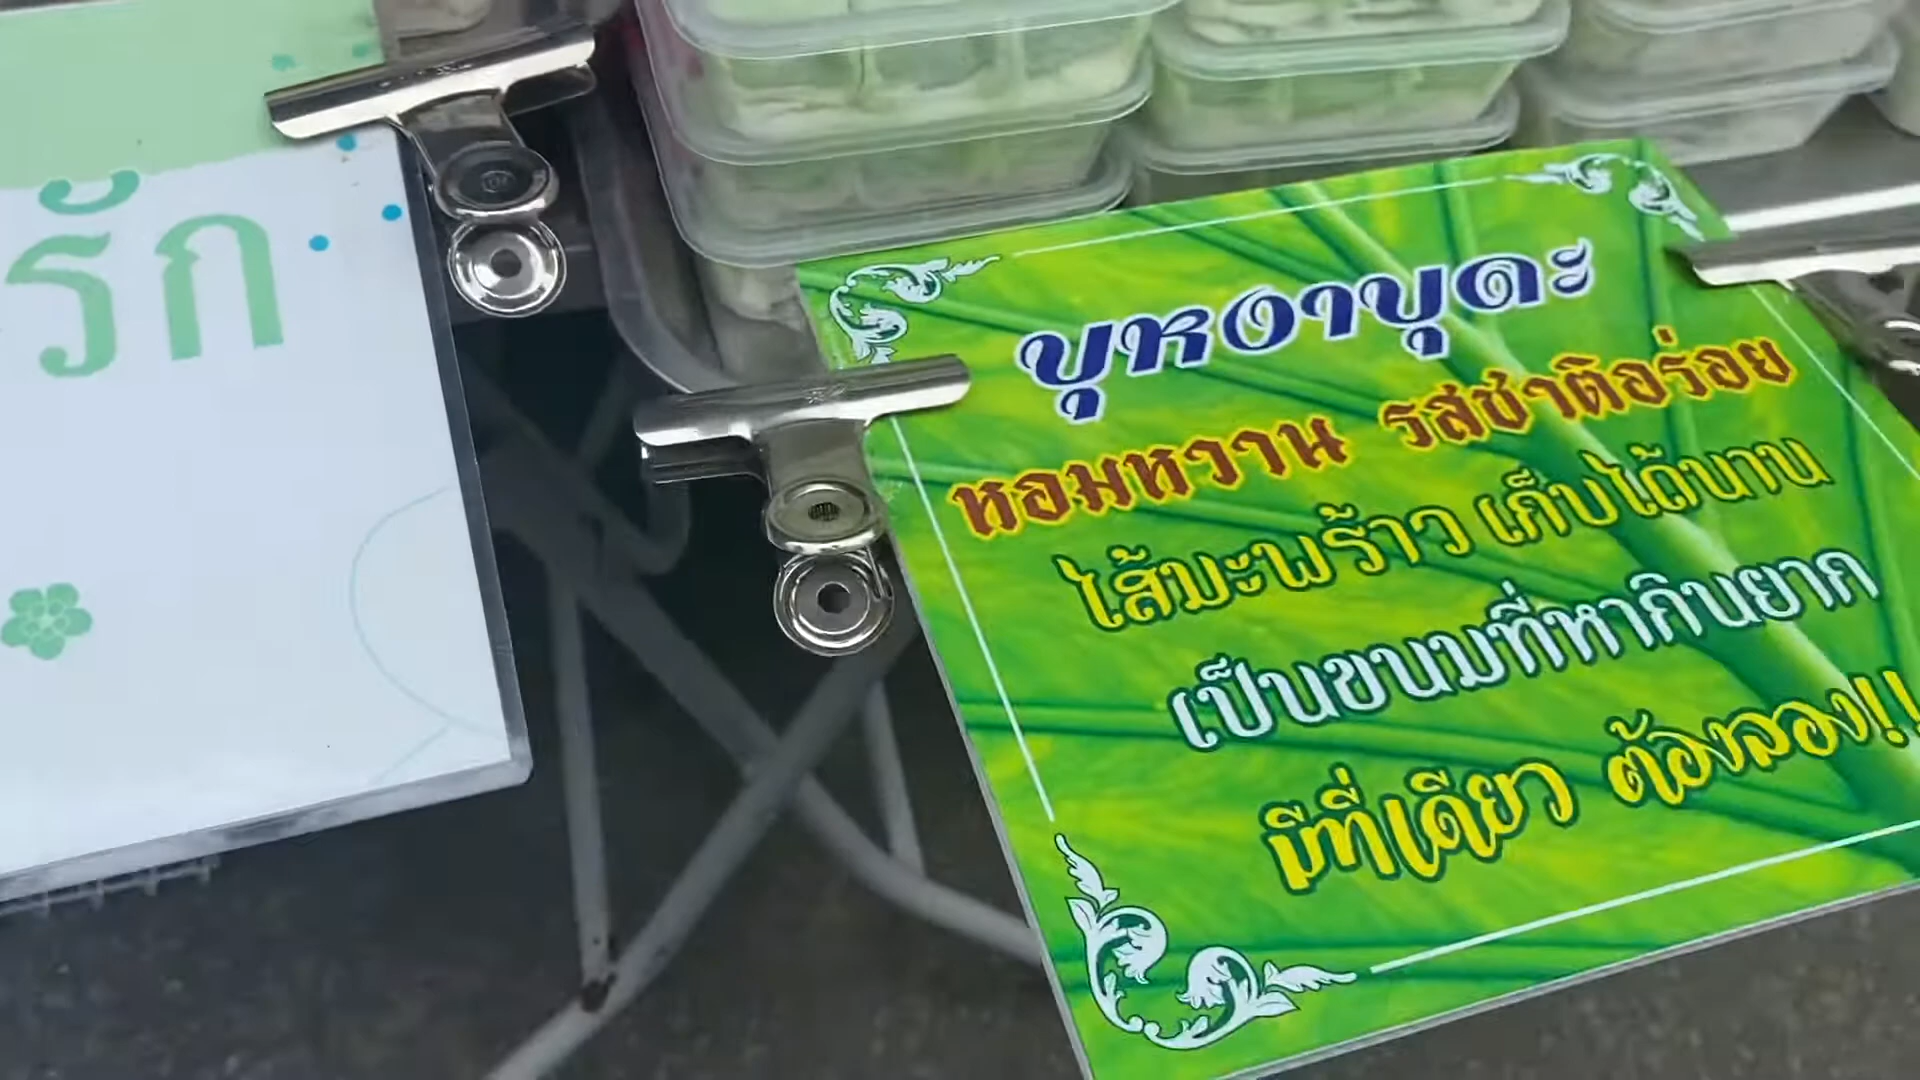 รัก
บุหงาบุดะ
หอมหวาน รสชาติอร่อย
ไส้มะพร้าว เก็บได้นาน
เป็นขนมที่หากินยาก
มีที่เดียว ต้องลอง!!